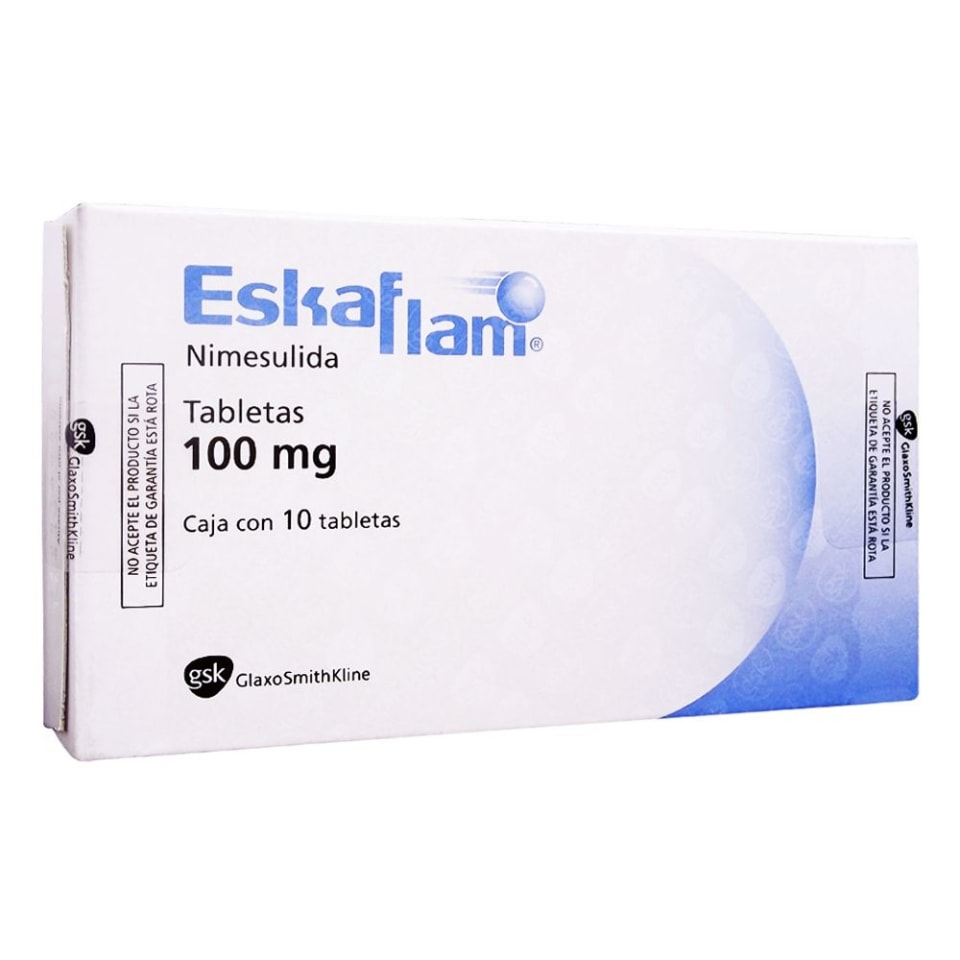 Eskaflam®
Nimesulida
Tabletas
100 mg
Caja con 10 tabletas
gsk GlaxoSmithKline
gsk GlaxoSmithKline
NO ACEPTE EL PRODUCTO SI LA
ETIQUETA DE GARANTÍA ESTÁ ROTA
gsk GlaxoSmithKline
NO ACEPTE EL PRODUCTO SI LA
ETIQUETA DE GARANTÍA ESTÁ ROTA